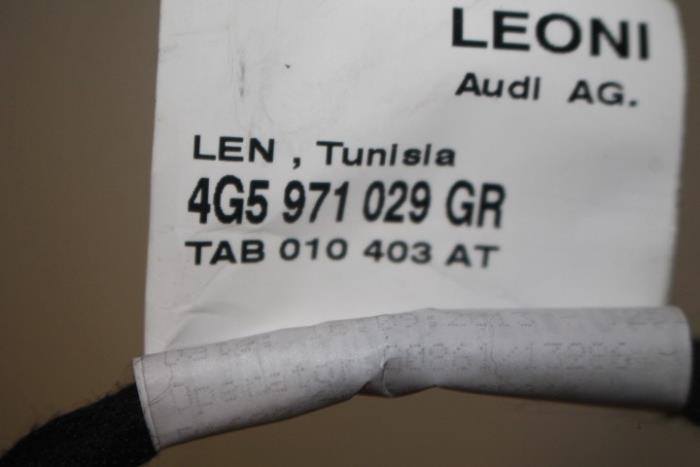 LEONI
Audi AG.
LEN , Tunisia
4G5 971 029 GR
TAB 010 403 AT